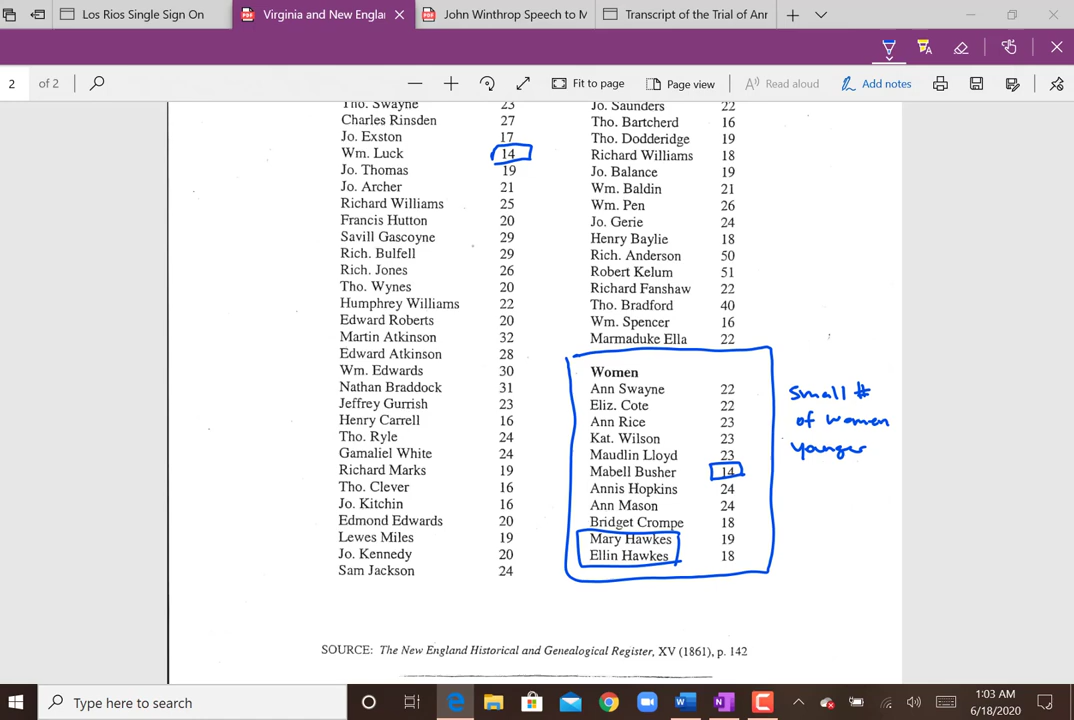 Los Rios Single Sign On
Virginia and New Engla
John Winthrop Speech to M
Transcript of the Trial of Anr
2 of 2
Fit to page
Page view
Read aloud
Add notes
Tho. Swayne 23
Charles Rinsden 27
Jo. Exston 17
Wm. Luck 14
Jo. Thomas 19
Jo. Archer 21
Richard Williams 25
Francis Hutton 20
Savill Gascoyne 29
Rich. Bulfell 29
Rich. Jones 26
Tho. Wynes 20
Humphrey Williams 22
Edward Roberts 20
Martin Atkinson 32
Edward Atkinson 28
Wm. Edwards 30
Nathan Braddock 31
Jeffrey Gurrish 23
Henry Carrell 16
Tho. Ryle 24
Gamaliel White 24
Richard Marks 19
Tho. Clever 16
Jo. Kitchin 16
Edmond Edwards 20
Lewes Miles 19
Jo. Kennedy 20
Sam Jackson 24
Jo. Saunders 22
Tho. Bartcherd 16
Tho. Dodderidge 19
Richard Williams 18
Jo. Balance 19
Wm. Baldin 21
Wm. Pen 26
Jo. Gerie 24
Henry Baylie 18
Rich. Anderson 50
Robert Kelum 51
Richard Fanshaw 22
Tho. Bradford 40
Wm. Spencer 16
Marmaduke Ella 22
Women
Ann Swayne 22
Eliz. Cote 22
Ann Rice 23
Kat. Wilson 23
Maudlin Lloyd 23
Mabell Busher 14
Annis Hopkins 24
Ann Mason 24
Bridget Crompe 18
Mary Hawkes 19
Ellin Hawkes 18
Small #
of women
younger
SOURCE: The New England Historical and Genealogical Register, XV (1861), p. 142
Type here to search
1:03 AM
6/18/2020